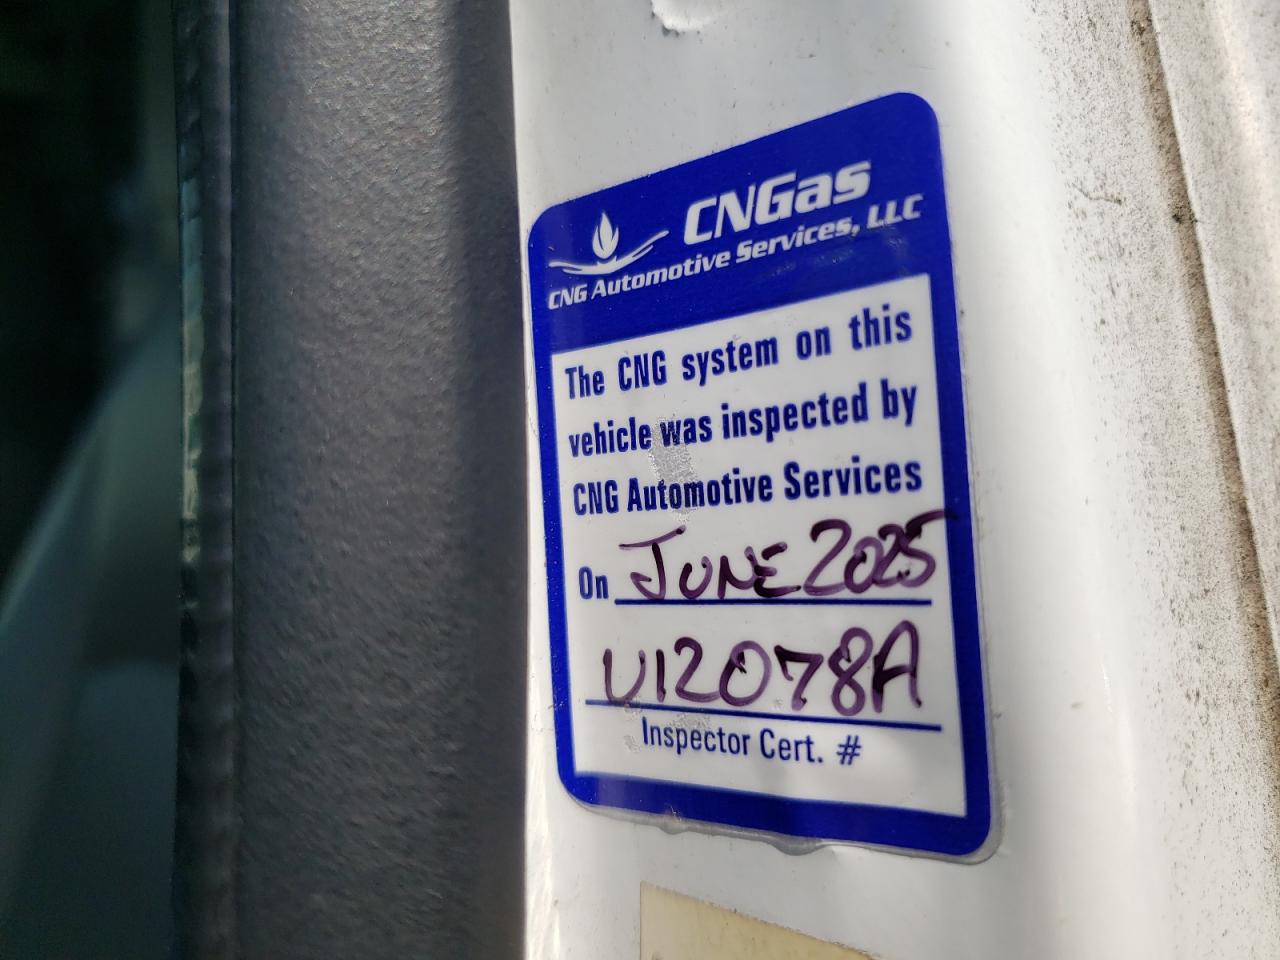 CNGas
CNG Automotive Services, LLC
The CNG system on this
vehicle was inspected by
CNG Automotive Services
On JUNE 2025
U12078A
Inspector Cert. #